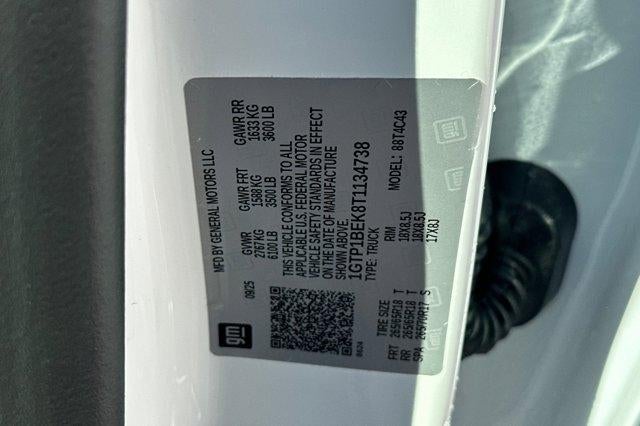 MFD BY GENERAL MOTORS LLC
GVWR GAWR FRT GAWR RR
2767 KG 1588 KG 1633 KG
6100 LB 3500 LB 3600 LB
09/25
THIS VEHICLE CONFORMS TO ALL
APPLICABLE U.S. FEDERAL MOTOR
VEHICLE SAFETY STANDARDS IN EFFECT
ON THE DATE OF MANUFACTURE
SHOWN ABOVE.
1GTP1BEK8T1134738
TYPE: TRUCK MODEL: 88T4C43
gm
TIRE SIZE RIM
FRT 265/65R18 T 18X8.5J
RR 265/65R18 T 18X8.5J
SPA 265/70R17 S 17X8J